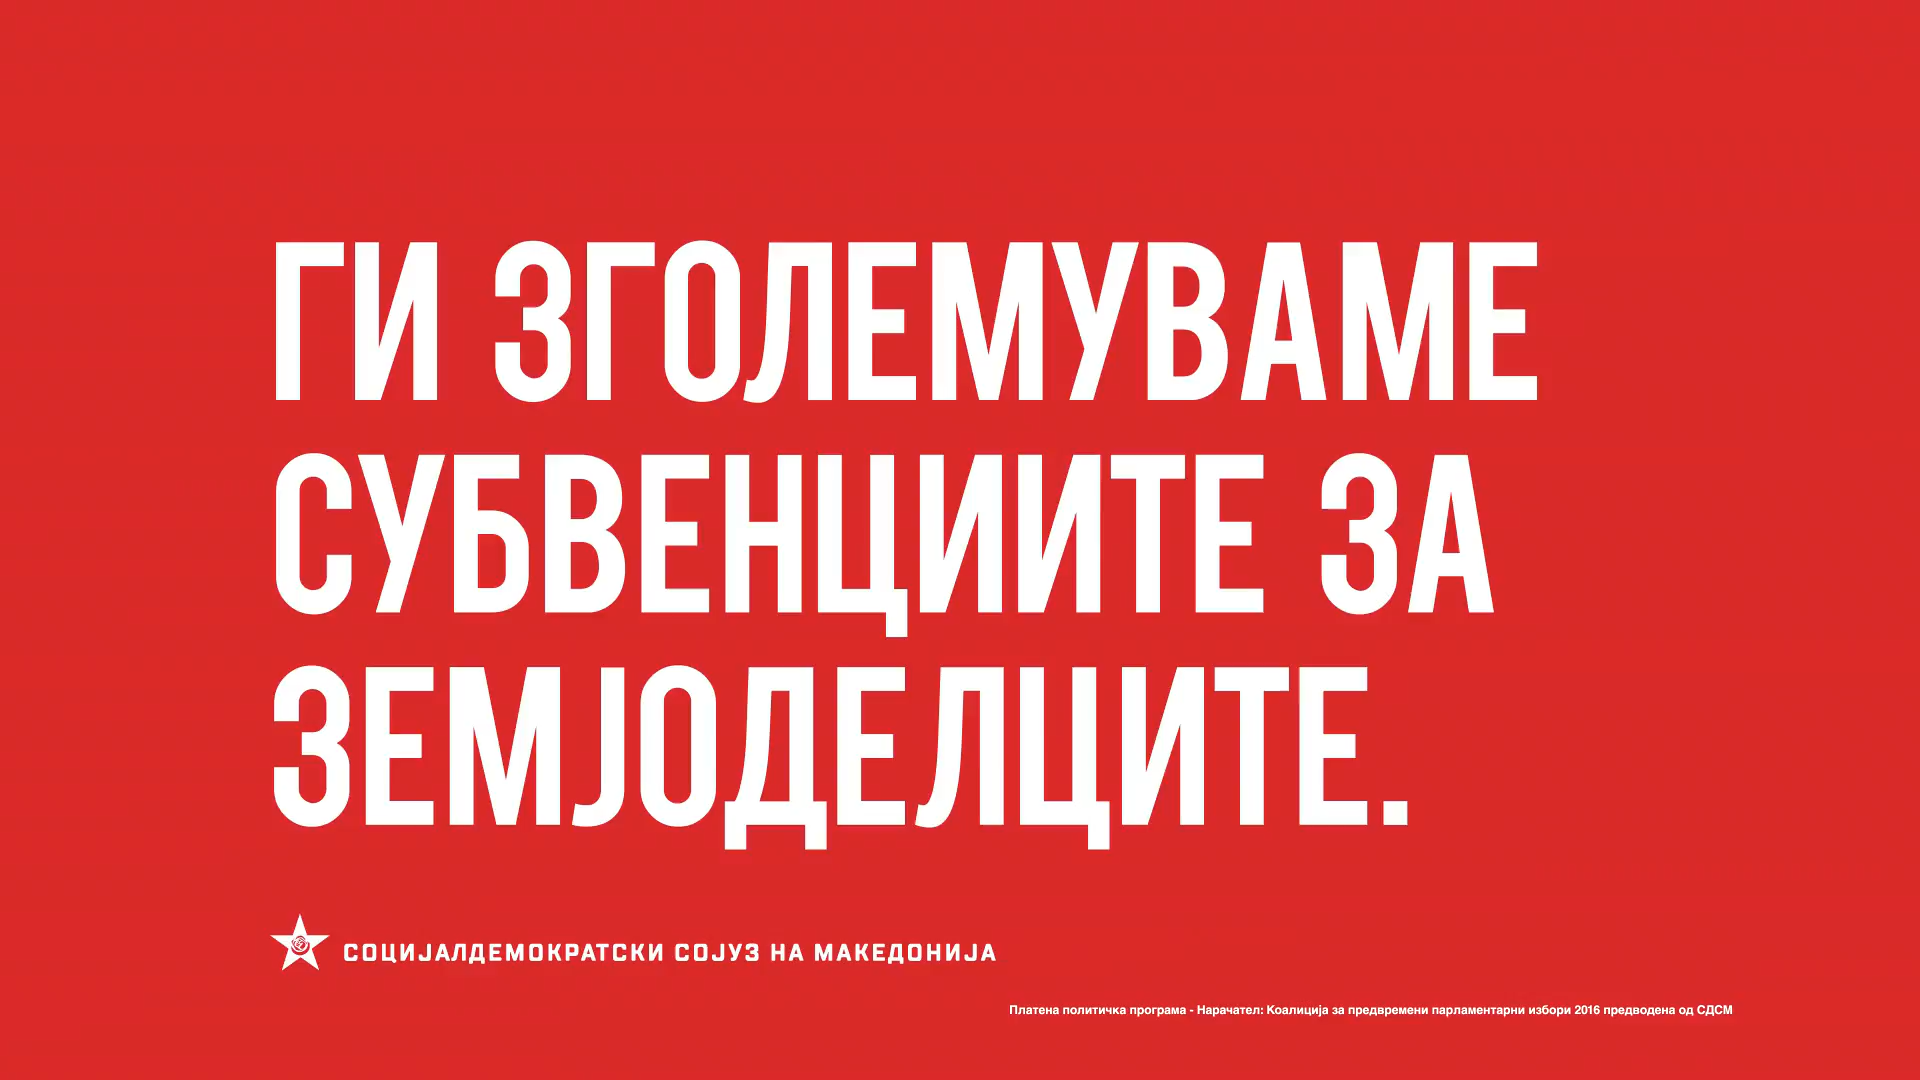 ГИ ЗГОЛЕМУВАМЕ
СУБВЕНЦИИТЕ ЗА
ЗЕМЈОДЕЛЦИТЕ.
СОЦИЈАЛДЕМОКРАТСКИ СОЈУЗ НА МАКЕДОНИЈА
Платена политичка програма - Нарачател: Коалиција за предвремени парламентарни избори 2016 предводена од СДСМ